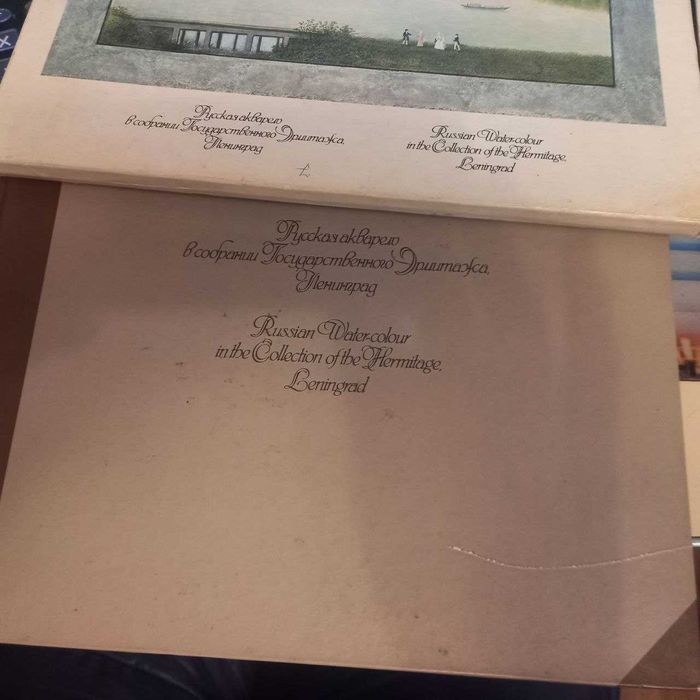 Русская акварель
в собрании Государственного Эрмитажа,
Ленинград
Russian Water-colour
in the Collection of the Hermitage,
Leningrad
Русская акварель
в собрании Государственного Эрмитажа,
Ленинград
Russian Water-colour
in the Collection of the Hermitage,
Leningrad